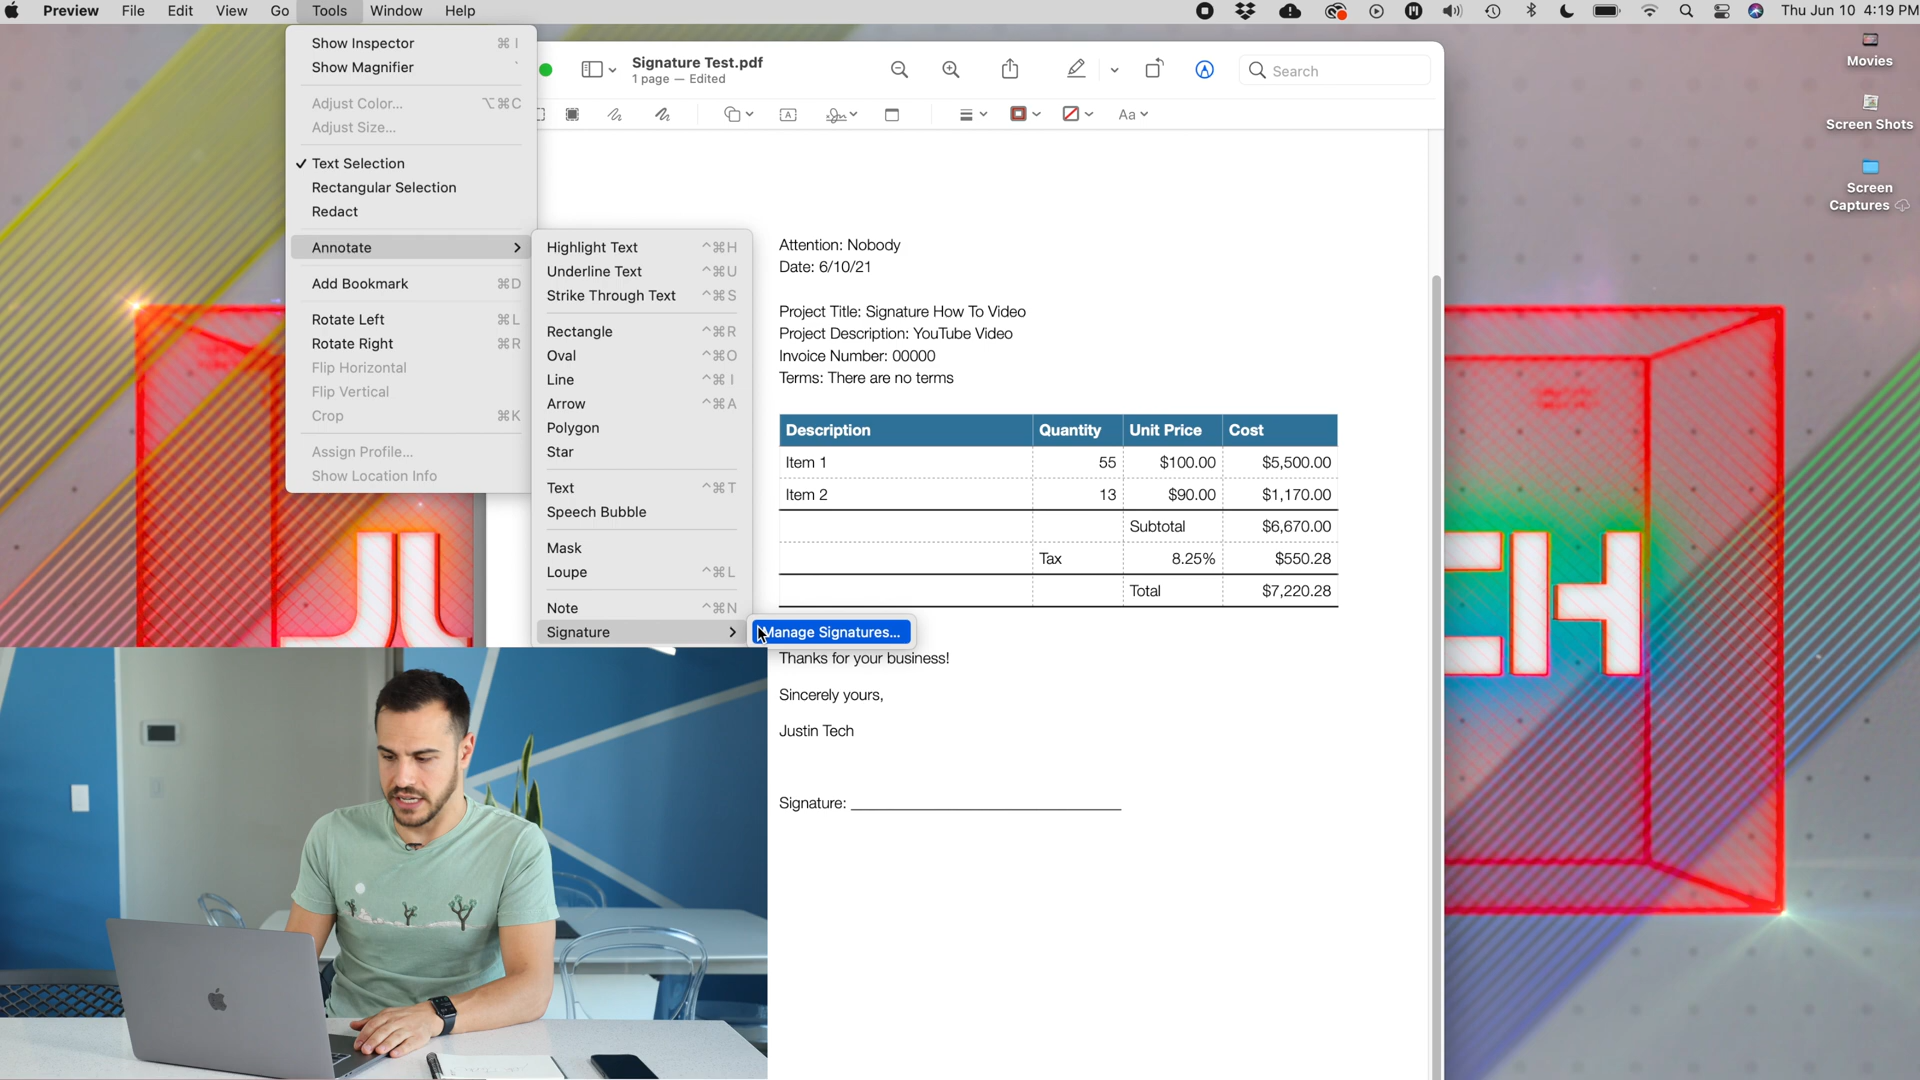 Preview File Edit View Go Tools Window Help
Thu Jun 10 4:19 PM
Show Inspector ⌘ I
Show Magnifier `
Adjust Color... ⌥⌘C
Adjust Size...
✓ Text Selection
Rectangular Selection
Redact
Annotate >
Add Bookmark ⌘D
Rotate Left ⌘L
Rotate Right ⌘R
Flip Horizontal
Flip Vertical
Crop ⌘K
Assign Profile...
Show Location Info
Highlight Text ^⌘H
Underline Text ^⌘U
Strike Through Text ^⌘S
Rectangle ^⌘R
Oval ^⌘O
Line ^⌘I
Arrow ^⌘A
Polygon
Star
Text ^⌘T
Speech Bubble
Mask
Loupe ^⌘L
Note ^⌘N
Signature >
Manage Signatures...
Signature Test.pdf
1 page — Edited
Search
Aa
Attention: Nobody
Date: 6/10/21
Project Title: Signature How To Video
Project Description: YouTube Video
Invoice Number: 00000
Terms: There are no terms
Description Quantity Unit Price Cost
Item 1 55 $100.00 $5,500.00
Item 2 13 $90.00 $1,170.00
Subtotal $6,670.00
Tax 8.25% $550.28
Total $7,220.28
Thanks for your business!
Sincerely yours,
Justin Tech
Signature:
Movies
Screen Shots
Screen
Captures
CH